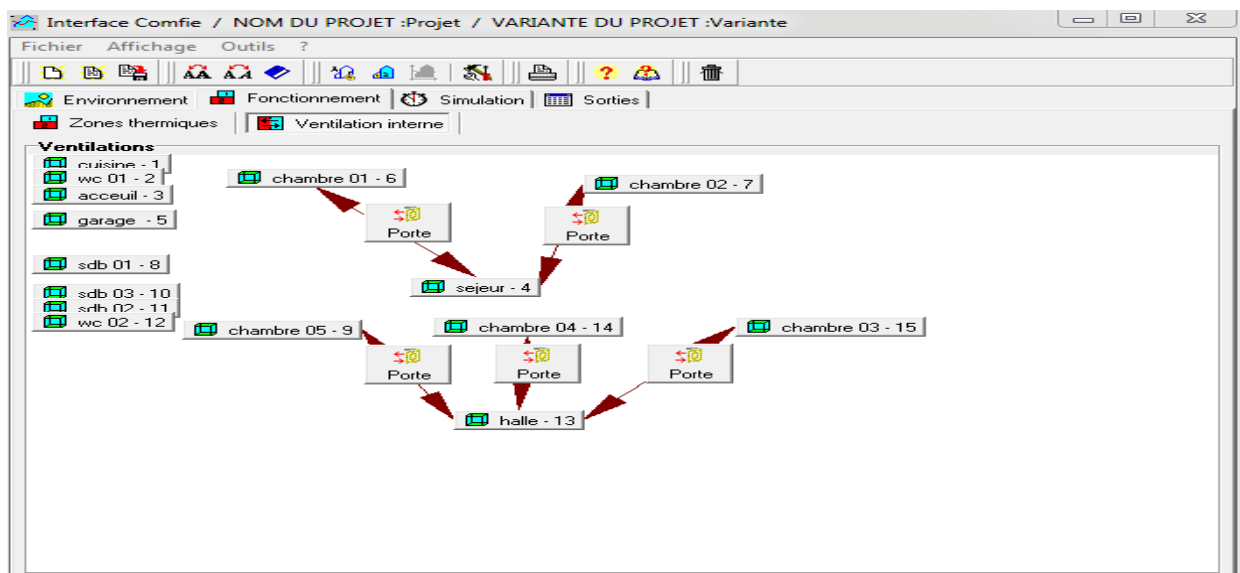 Interface Comfie / NOM DU PROJET :Projet / VARIANTE DU PROJET :Variante
Fichier Affichage Outils ?
Environnement Fonctionnement Simulation Sorties
Zones thermiques Ventilation interne
Ventilations
cuisine - 1
wc 01 - 2
acceuil - 3
garage - 5
sdb 01 - 8
sdb 03 - 10
sdb 02 - 11
wc 02 - 12
chambre 01 - 6
chambre 02 - 7
Porte
Porte
sejeur - 4
chambre 05 - 9
chambre 04 - 14
chambre 03 - 15
Porte
Porte
Porte
halle - 13